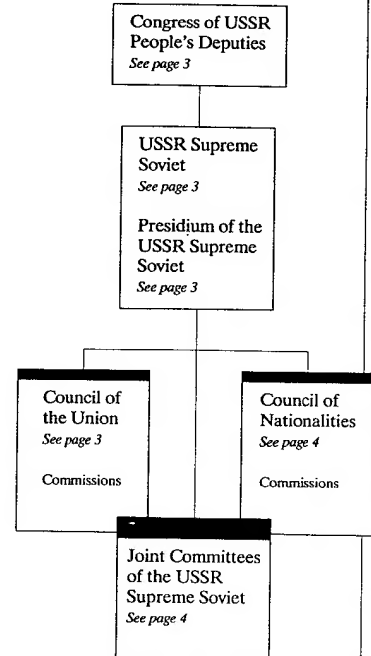 Congress of USSR
People's Deputies
See page 3
USSR Supreme
Soviet
See page 3
Presidium of the
USSR Supreme
Soviet
See page 3
Council of
the Union
See page 3
Commissions
Council of
Nationalities
See page 4
Commissions
Joint Committees
of the USSR
Supreme Soviet
See page 4